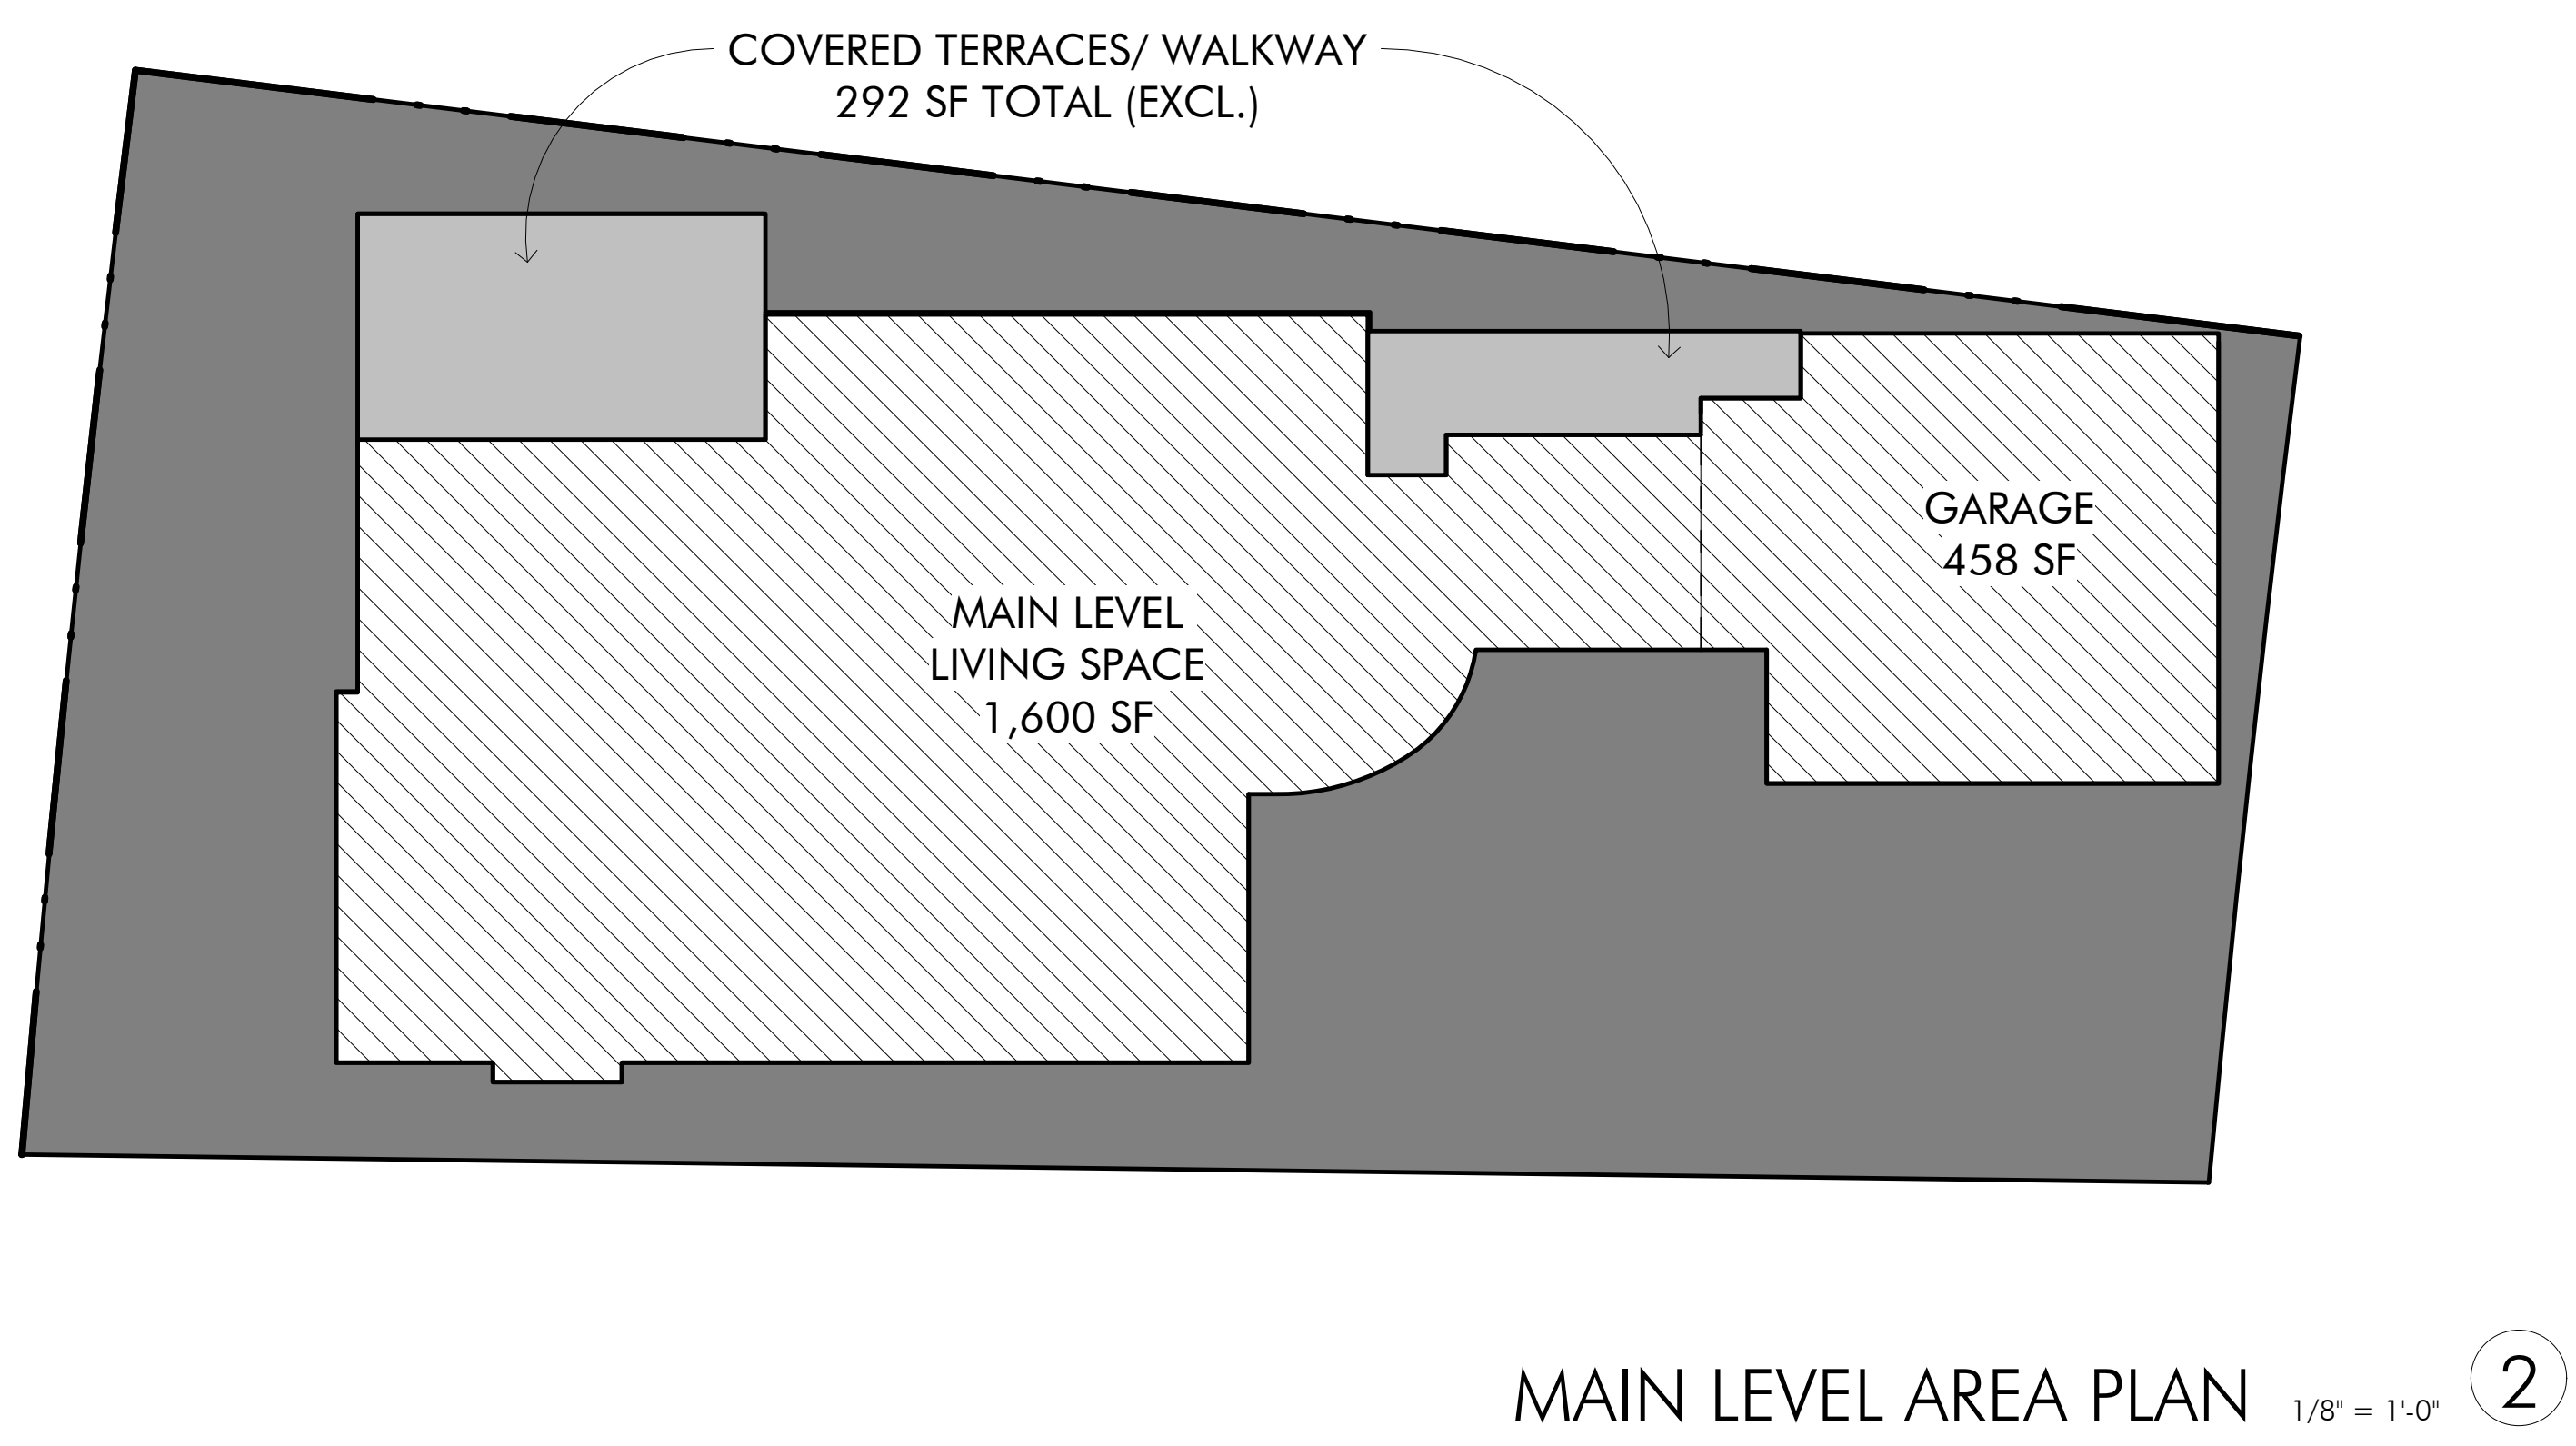 COVERED TERRACES/ WALKWAY
292 SF TOTAL (EXCL.)
GARAGE
458 SF
MAIN LEVEL
LIVING SPACE
1,600 SF
MAIN LEVEL AREA PLAN
1/8" = 1'-0"
2